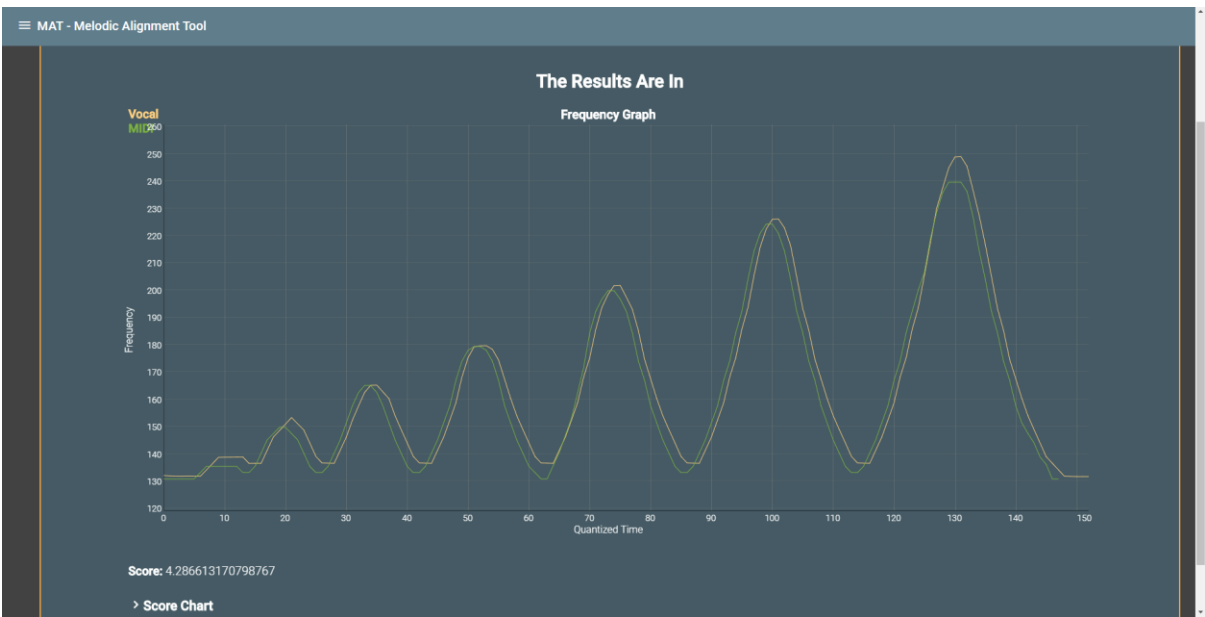 MAT - Melodic Alignment Tool
The Results Are In
Vocal
MIDI
Frequency Graph
260
250
240
230
220
210
200
190
180
170
160
150
140
130
120
Frequency
0 10 20 30 40 50 60 70 80 90 100 110 120 130 140 150
Quantized Time
Score: 4.286613170798767
Score Chart